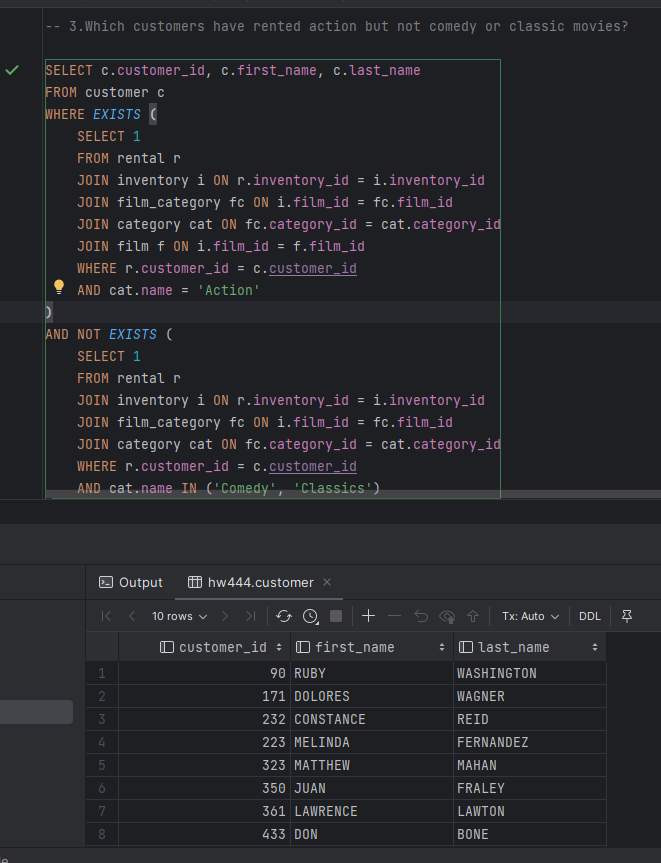 -- 3.Which customers have rented action but not comedy or classic movies?
SELECT c.customer_id, c.first_name, c.last_name
FROM customer c
WHERE EXISTS (
SELECT 1
FROM rental r
JOIN inventory i ON r.inventory_id = i.inventory_id
JOIN film_category fc ON i.film_id = fc.film_id
JOIN category cat ON fc.category_id = cat.category_id
JOIN film f ON i.film_id = f.film_id
WHERE r.customer_id = c.customer_id
AND cat.name = 'Action'
)
AND NOT EXISTS (
SELECT 1
FROM rental r
JOIN inventory i ON r.inventory_id = i.inventory_id
JOIN film_category fc ON i.film_id = fc.film_id
JOIN category cat ON fc.category_id = cat.category_id
WHERE r.customer_id = c.customer_id
AND cat.name IN ('Comedy', 'Classics')
Output hw444.customer
10 rows Tx: Auto DDL
customer_id first_name last_name
1 90 RUBY WASHINGTON
2 171 DOLORES WAGNER
3 232 CONSTANCE REID
4 223 MELINDA FERNANDEZ
5 323 MATTHEW MAHAN
6 350 JUAN FRALEY
7 361 LAWRENCE LAWTON
8 433 DON BONE